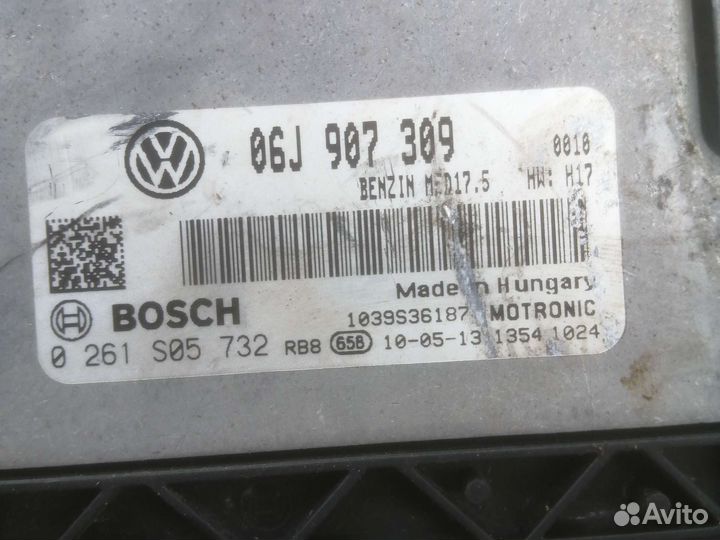 06J 907 309
0010
BENZIN MED17.5 HW: H17
Made in Hungary
BOSCH 1039S36187 MOTRONIC
0 261 S05 732 RB8 658 10-05-13 1354 1024
Avito